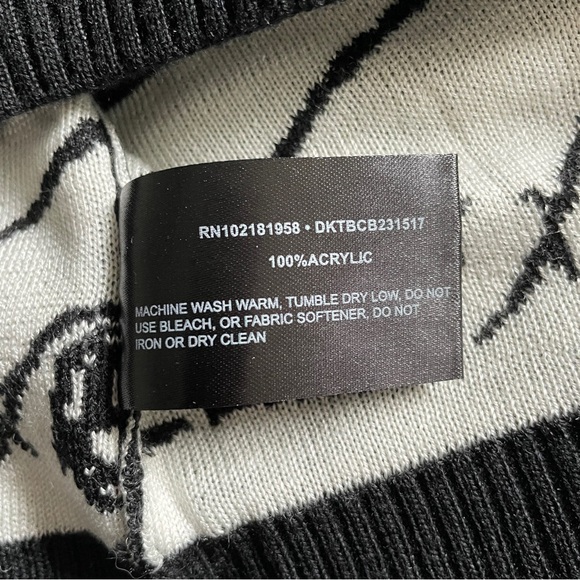 RN102181958 • DKTBCB231517
100%ACRYLIC
MACHINE WASH WARM, TUMBLE DRY LOW, DO NOT
USE BLEACH, OR FABRIC SOFTENER, DO NOT
IRON OR DRY CLEAN